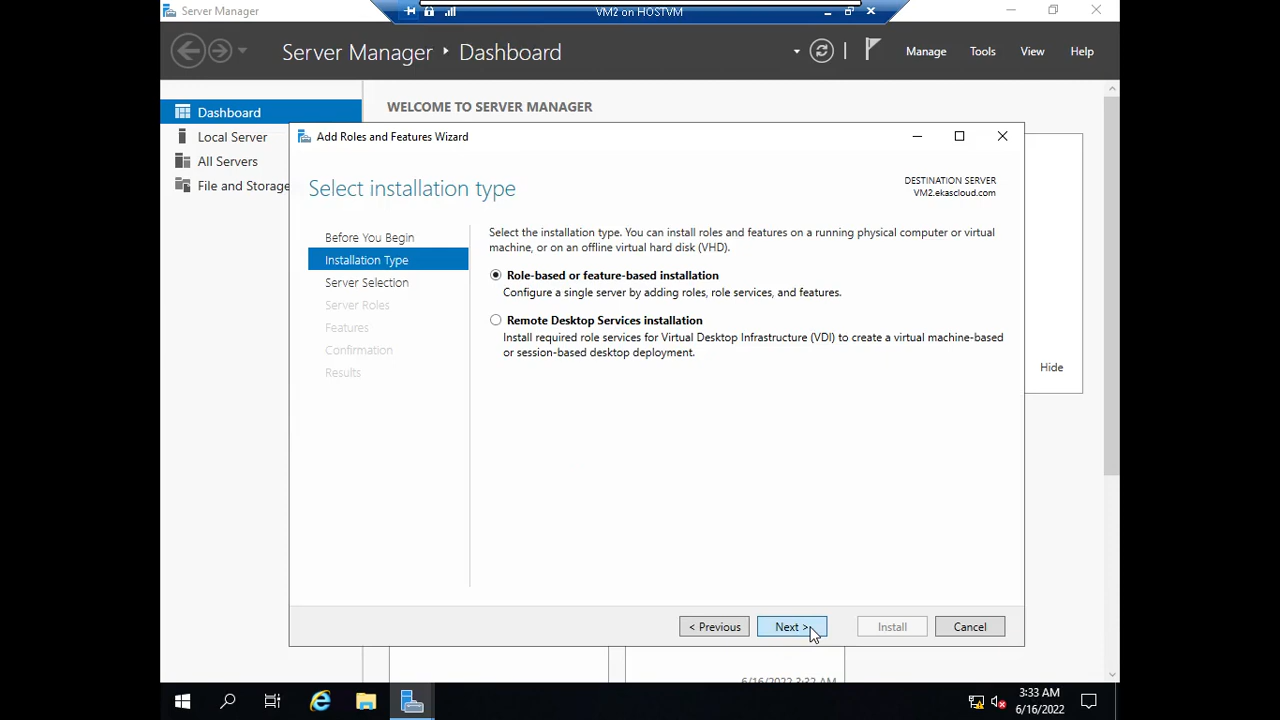 Server Manager
VM2 on HOSTVM
Server Manager
Dashboard
Manage
Tools
View
Help
Dashboard
Local Server
All Servers
File and Storage
WELCOME TO SERVER MANAGER
Add Roles and Features Wizard
Select installation type
DESTINATION SERVER
VM2.ekascloud.com
Before You Begin
Installation Type
Server Selection
Server Roles
Features
Confirmation
Results
Select the installation type. You can install roles and features on a running physical computer or virtual
machine, or on an offline virtual hard disk (VHD).
Role-based or feature-based installation
Configure a single server by adding roles, role services, and features.
Remote Desktop Services installation
Install required role services for Virtual Desktop Infrastructure (VDI) to create a virtual machine-based
or session-based desktop deployment.
Hide
< Previous
Next >
Install
Cancel
6/16/2022 3:32 AM
3:33 AM
6/16/2022